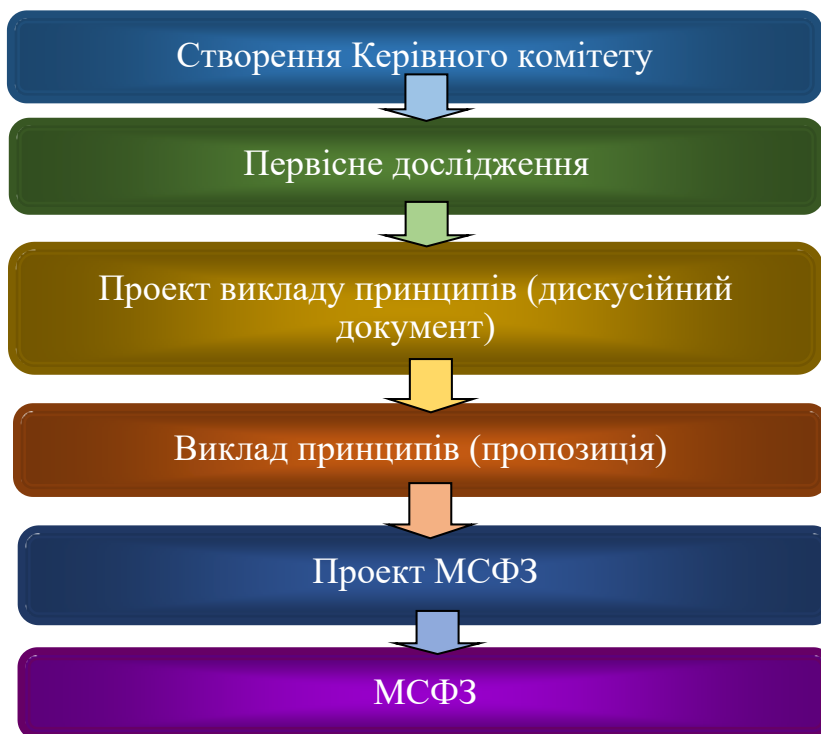 Створення Керівного комітету
Первісне дослідження
Проект викладу принципів (дискусійний
документ)
Виклад принципів (пропозиція)
Проект МСФЗ
МСФЗ